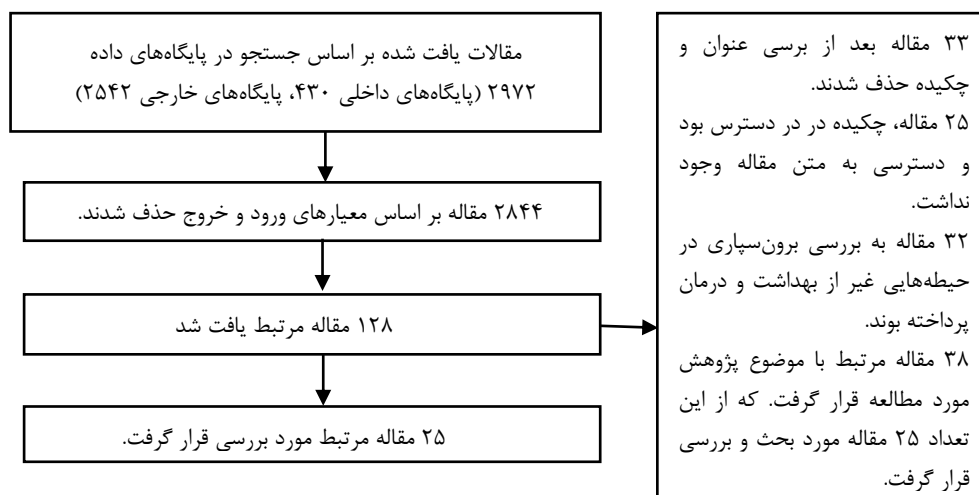 مقالات یافت شده بر اساس جستجو در پایگاه‌های داده
۲۹۷۲ (پایگاه‌های داخلی ۴۳۰، پایگاه‌های خارجی ۲۵۴۲)
۲۸۴۴ مقاله بر اساس معیارهای ورود و خروج حذف شدند.
۱۲۸ مقاله مرتبط یافت شد
۲۵ مقاله مرتبط مورد بررسی قرار گرفت.
۳۳ مقاله بعد از برسی عنوان و
چکیده حذف شدند.
۲۵ مقاله، چکیده در در دسترس بود
و دسترسی به متن مقاله وجود
نداشت.
۳۲ مقاله به بررسی برون‌سپاری در
حیطه‌هایی غیر از بهداشت و درمان
پرداخته بوند.
۳۸ مقاله مرتبط با موضوع پژوهش
مورد مطالعه قرار گرفت. که از این
تعداد ۲۵ مقاله مورد بحث و بررسی
قرار گرفت.